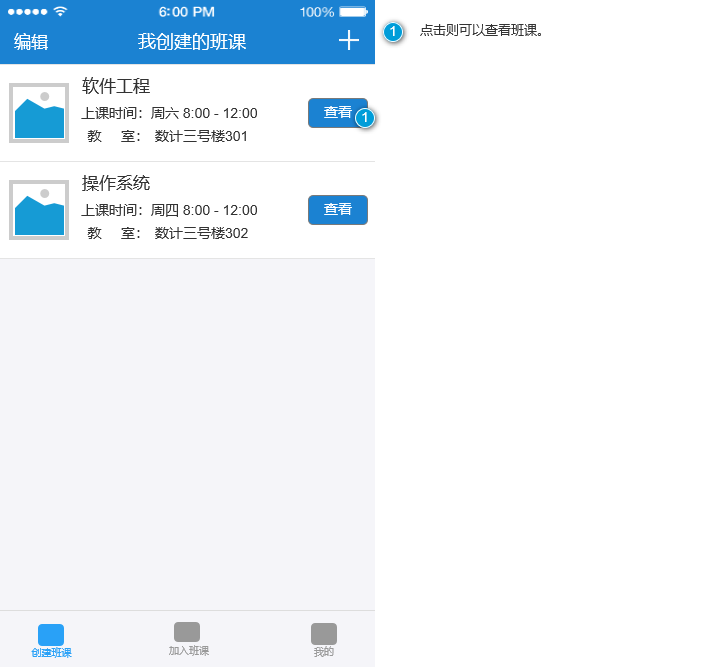 6:00 PM 100%
编辑 我创建的班课
1 点击则可以查看班课。
软件工程
上课时间：周六 8:00 - 12:00
查看 1
教 室： 数计三号楼301
操作系统
上课时间：周四 8:00 - 12:00
查看
教 室： 数计三号楼302
创建班课 加入班课 我的